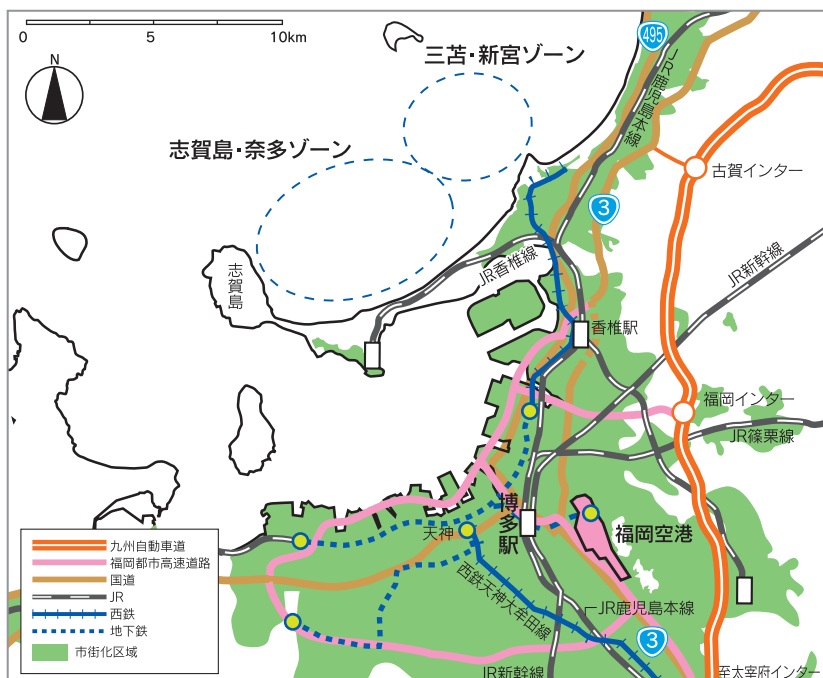 0
5
10km
N
495
三苫・新宮ゾーン
JR鹿児島本線
志賀島・奈多ゾーン
古賀インター
3
志賀島
JR香椎線
JR新幹線
香椎駅
福岡インター
JR篠栗線
博多駅
天神
福岡空港
西鉄天神大牟田線
JR鹿児島本線
3
JR新幹線
至太宰府インター
九州自動車道
福岡都市高速道路
国道
JR
西鉄
地下鉄
市街化区域